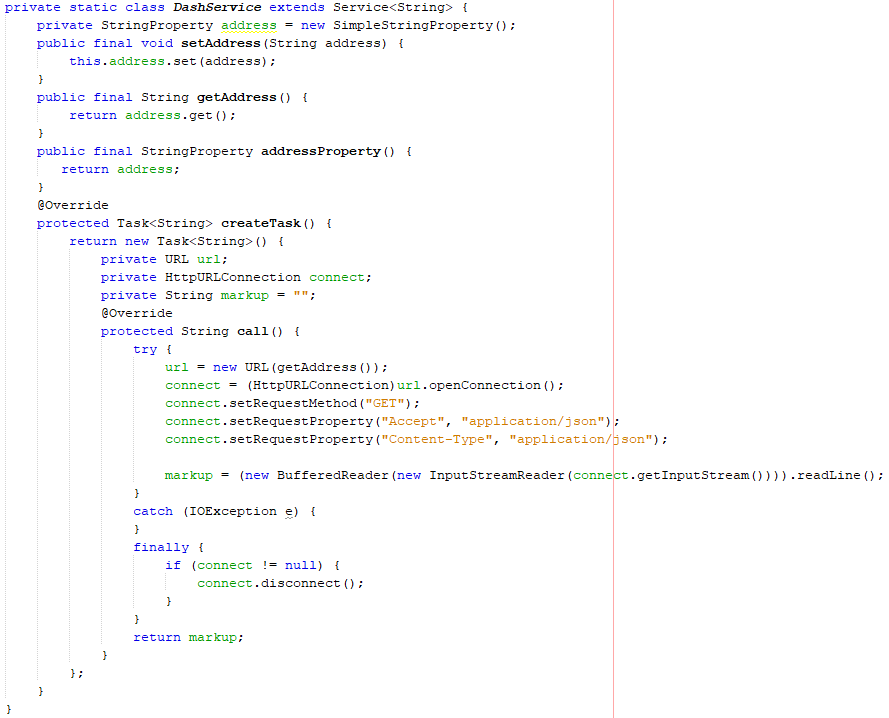 private static class DashService extends Service<String> {
    private StringProperty address = new SimpleStringProperty();
    public final void setAddress(String address) {
        this.address.set(address);
    }
    public final String getAddress() {
        return address.get();
    }
    public final StringProperty addressProperty() {
       return address;
    }
    @Override
    protected Task<String> createTask() {
        return new Task<String>() {
            private URL url;
            private HttpURLConnection connect;
            private String markup = "";
            @Override
            protected String call() {
                try {
                    url = new URL(getAddress());
                    connect = (HttpURLConnection)url.openConnection();
                    connect.setRequestMethod("GET");
                    connect.setRequestProperty("Accept", "application/json");
                    connect.setRequestProperty("Content-Type", "application/json");

                    markup = (new BufferedReader(new InputStreamReader(connect.getInputStream()))).readLine();
                }
                catch (IOException e) {
                }
                finally {
                    if (connect != null) {
                        connect.disconnect();
                    }
                }
                return markup;
            }
        };
    }
}